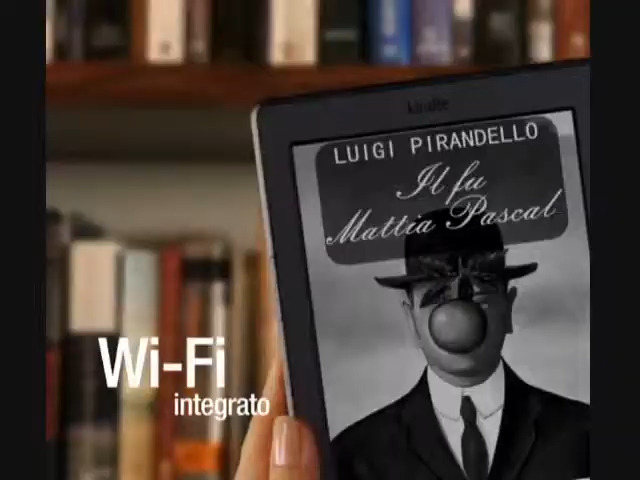 kindle
LUIGI PIRANDELLO
Il fu
Mattia Pascal
Wi-Fi
integrato